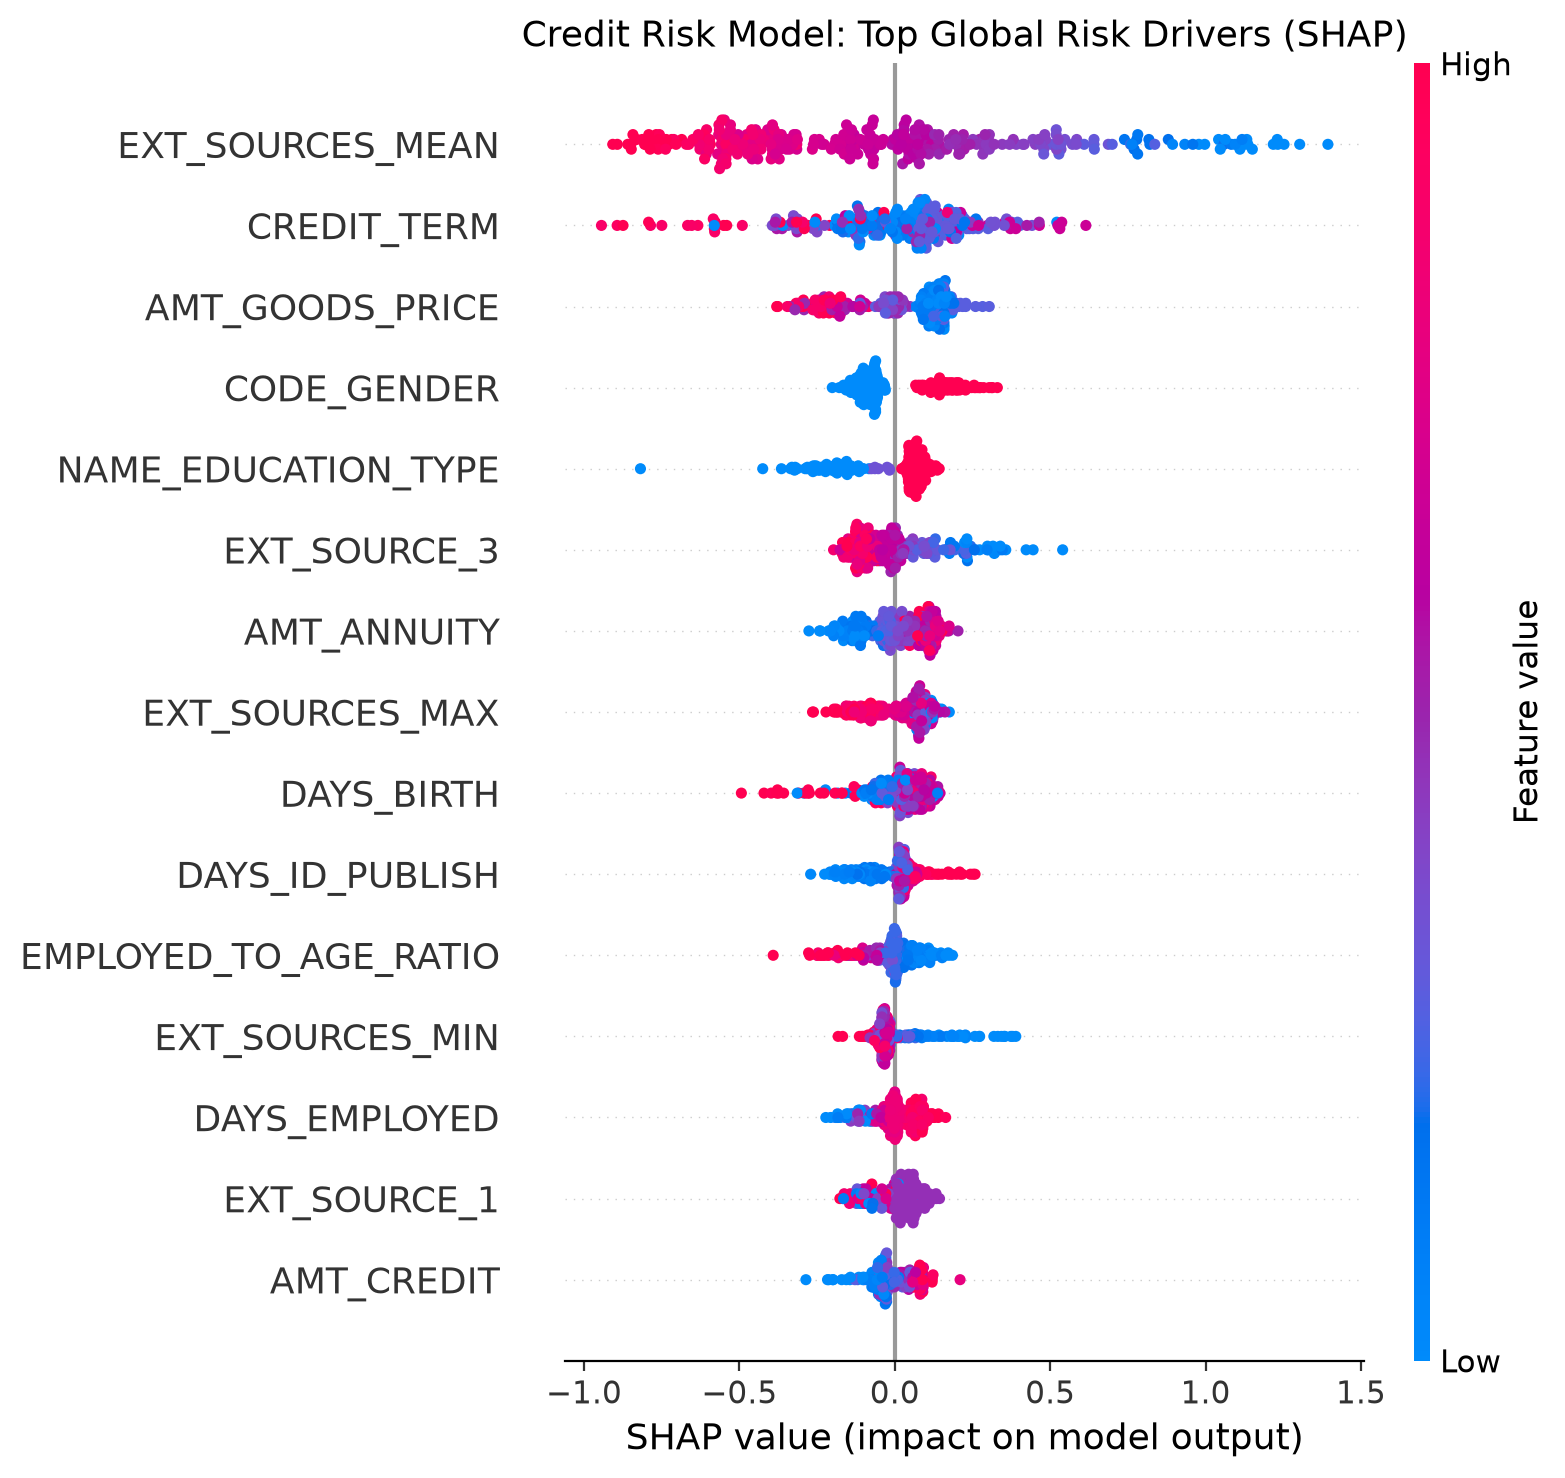 Credit Risk Model: Top Global Risk Drivers (SHAP)
High
EXT_SOURCES_MEAN
CREDIT_TERM
AMT_GOODS_PRICE
CODE_GENDER
NAME_EDUCATION_TYPE
EXT_SOURCE_3
AMT_ANNUITY
EXT_SOURCES_MAX
DAYS_BIRTH
DAYS_ID_PUBLISH
EMPLOYED_TO_AGE_RATIO
EXT_SOURCES_MIN
DAYS_EMPLOYED
EXT_SOURCE_1
AMT_CREDIT
Feature value
Low
−1.0 −0.5 0.0 0.5 1.0 1.5
SHAP value (impact on model output)